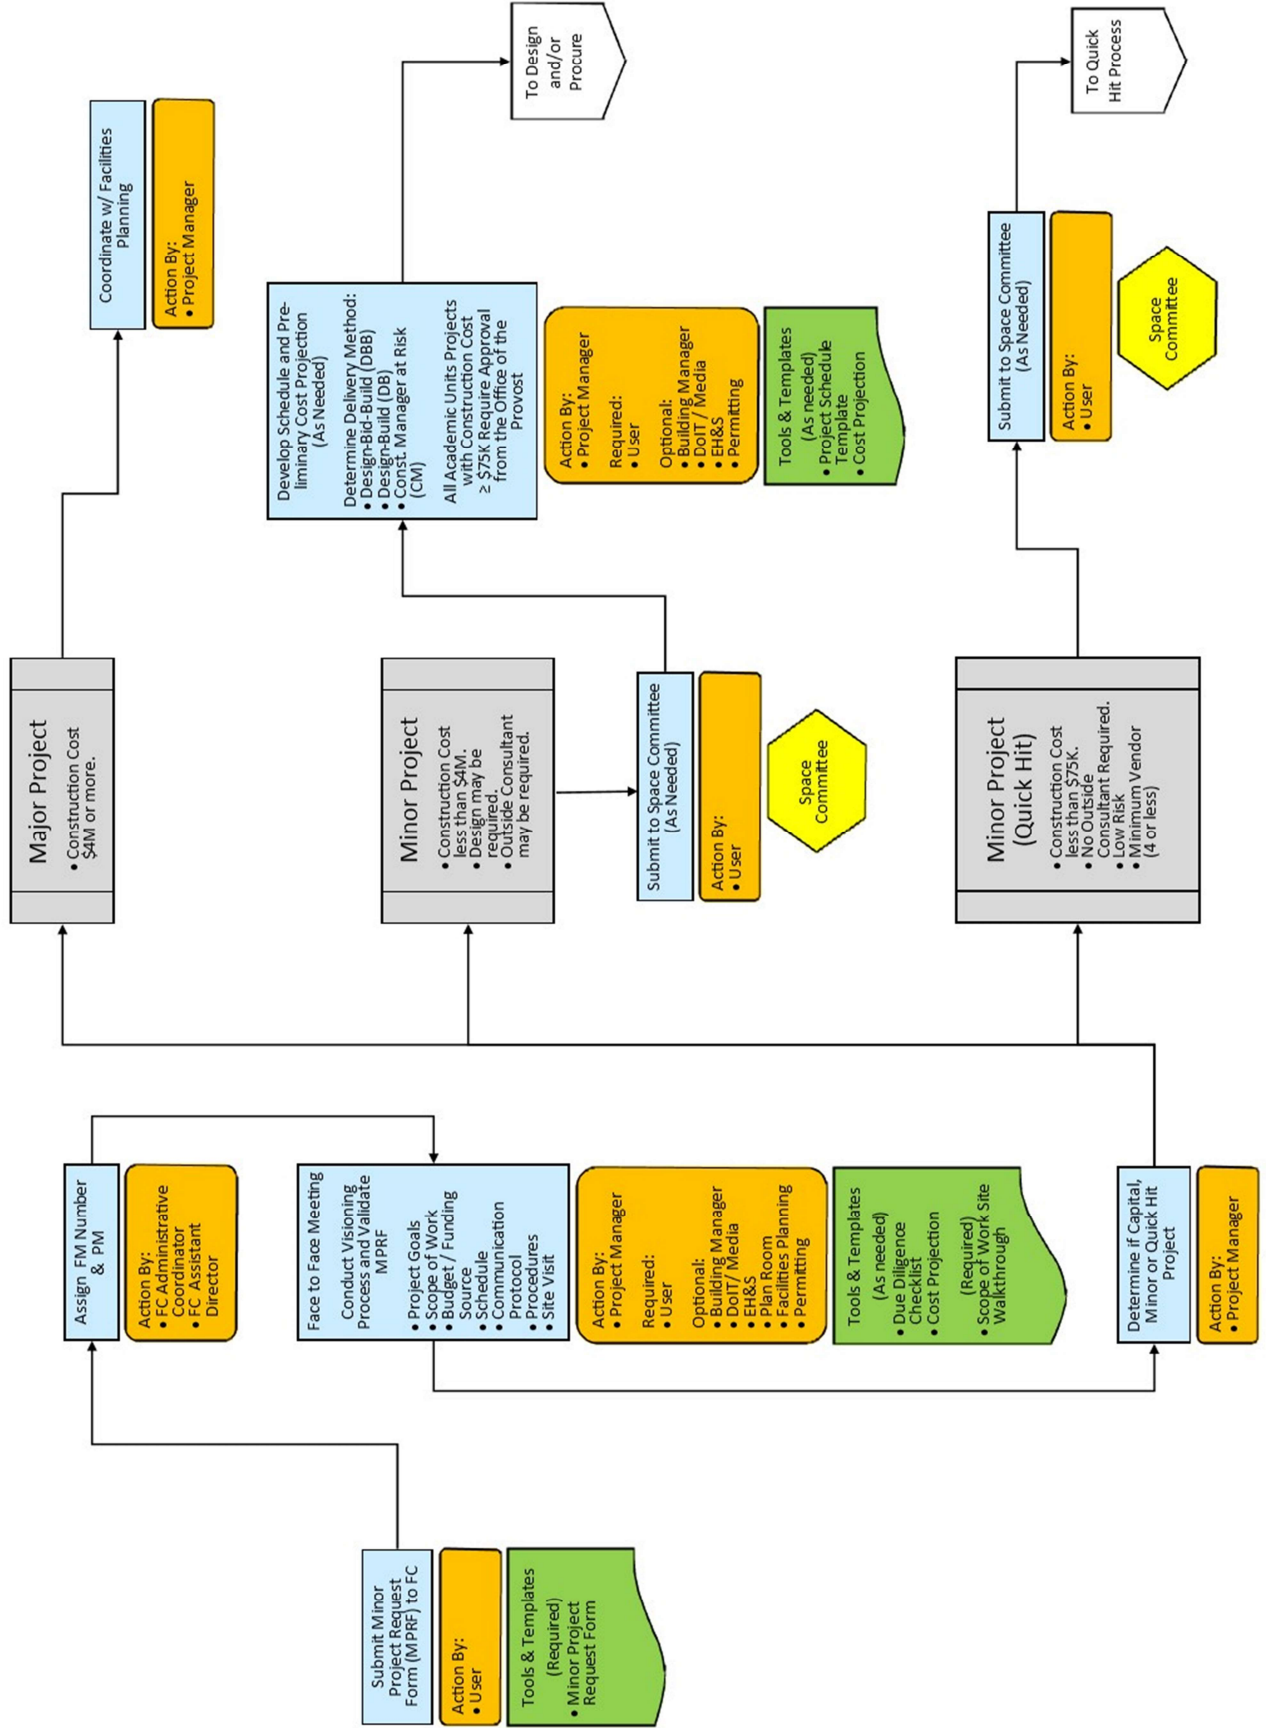 Submit Minor
Project Request
Form (MPRF) to FC
Action By:
• User
Tools & Templates
(Required)
• Minor Project
Request Form
Assign FM Number
& PM
Action By:
• FC Administrative
Coordinator
• FC Assistant
Director
Face to Face Meeting
Conduct Visioning
Process and Validate
MPRF
• Project Goals
• Scope of Work
• Budget / Funding
Source
• Schedule
• Communication
Protocol
• Procedures
• Site Visit
Action By:
• Project Manager
Required:
• User
Optional:
• Building Manager
• DoIT/ Media
• EH&S
• Plan Room
• Facilities Planning
• Permitting
Tools & Templates
(As needed)
• Due Diligence
Checklist
• Cost Projection
(Required)
• Scope of Work Site
Walkthrough
Determine if Capital,
Minor or Quick Hit
Project
Action By:
• Project Manager
Major Project
• Construction Cost
$4M or more.
Minor Project
• Construction Cost
less than $4M.
• Design may be
required.
• Outside Consultant
may be required.
Submit to Space Committee
(As Needed)
Action By:
• User
Space
Committee
Minor Project
(Quick Hit)
• Construction Cost
less than $75K.
• No Outside
Consultant Required.
• Low Risk
• Minimum Vendor
(4 or less)
Coordinate w/ Facilities
Planning
Action By:
• Project Manager
Develop Schedule and Pre-
liminary Cost Projection
(As Needed)
Determine Delivery Method:
• Design-Bid-Build (DBB)
• Design-Build (DB)
• Const. Manager at Risk
(CM)
All Academic Units Projects
with Construction Cost
≥ $75K Require Approval
from the Office of the
Provost
Action By:
• Project Manager
Required:
• User
Optional:
• Building Manager
• DoIT / Media
• EH&S
• Permitting
Tools & Templates
(As needed)
• Project Schedule
Template
• Cost Projection
Submit to Space Committee
(As Needed)
Action By:
• User
Space
Committee
To Design
and/or
Procure
To Quick
Hit Process